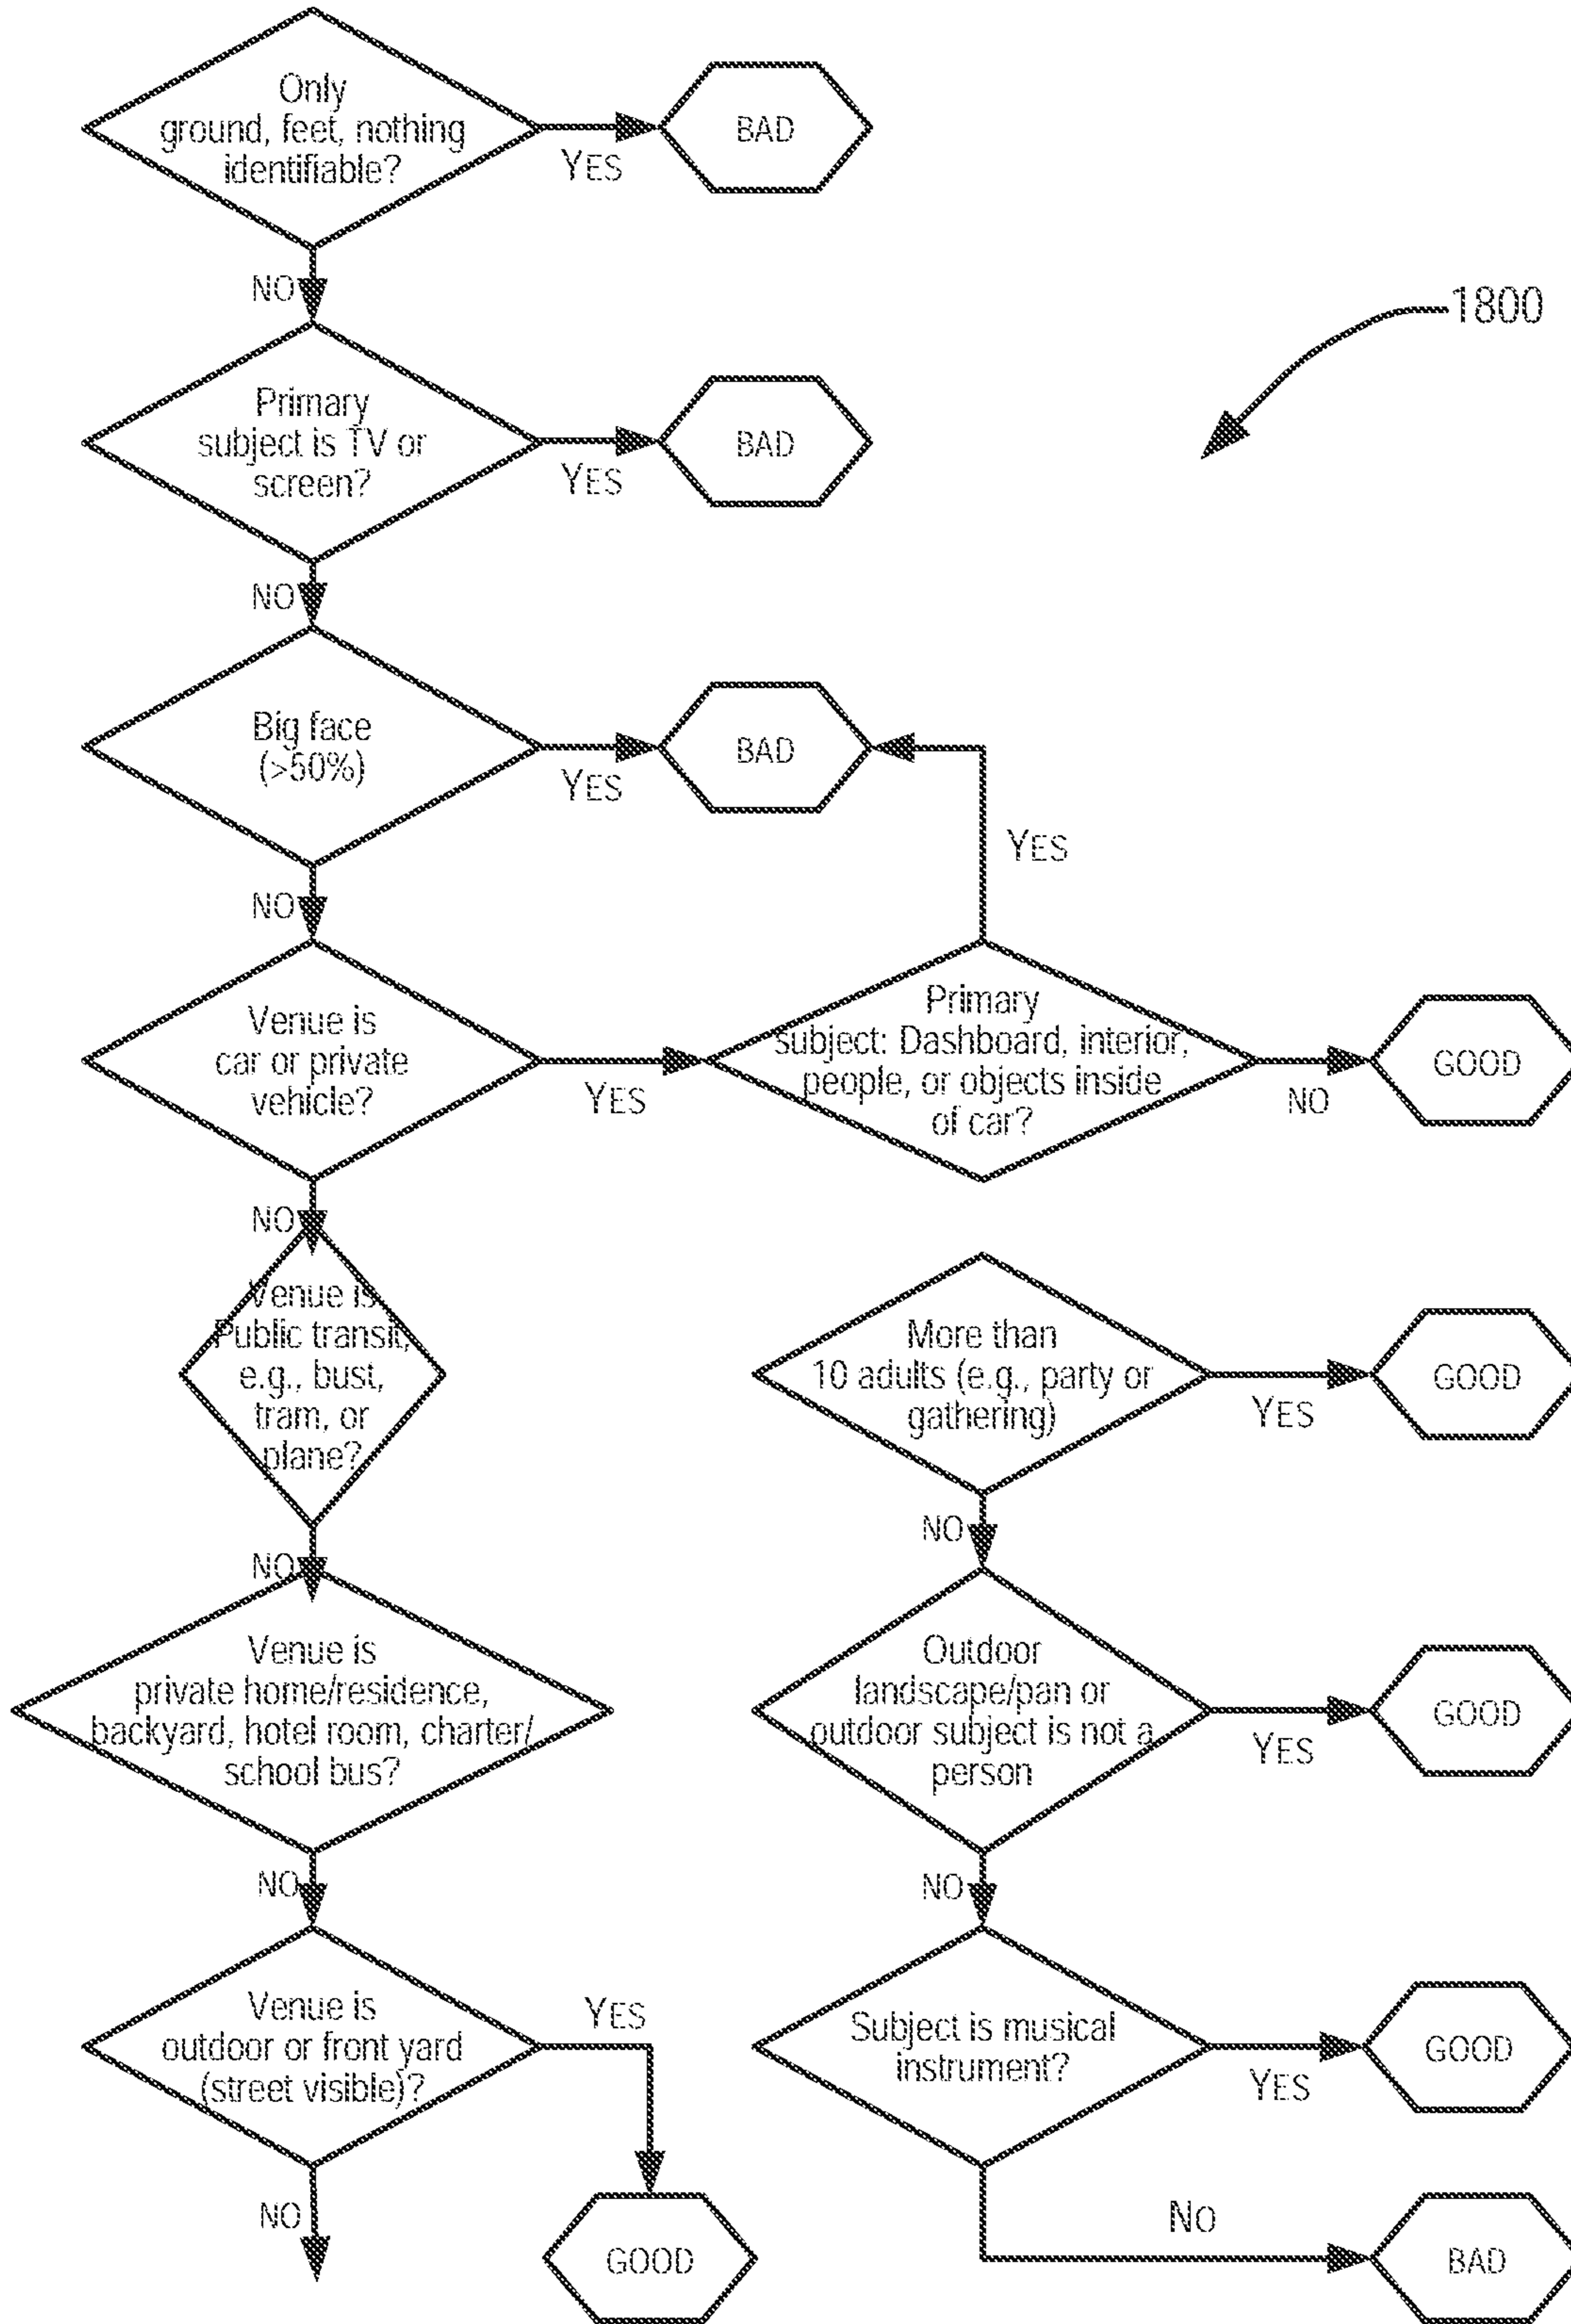 Only
ground, feet, nothing
identifiable?
YES
BAD
NO
1800
Primary
subject is TV or
screen?
YES
BAD
NO
Big face
(>50%)
YES
BAD
YES
NO
Venue is
car or private
vehicle?
YES
Primary
subject: Dashboard, interior,
people, or objects inside
of car?
NO
GOOD
NO
Venue is
Public transit,
e.g., bust,
tram, or
plane?
NO
More than
10 adults (e.g., party or
gathering)
YES
GOOD
NO
Venue is
private home/residence,
backyard, hotel room, charter/
school bus?
NO
Outdoor
landscape/pan or
outdoor subject is not a
person
YES
GOOD
NO
Venue is
outdoor or front yard
(street visible)?
YES
GOOD
NO
Subject is musical
instrument?
YES
GOOD
NO
BAD